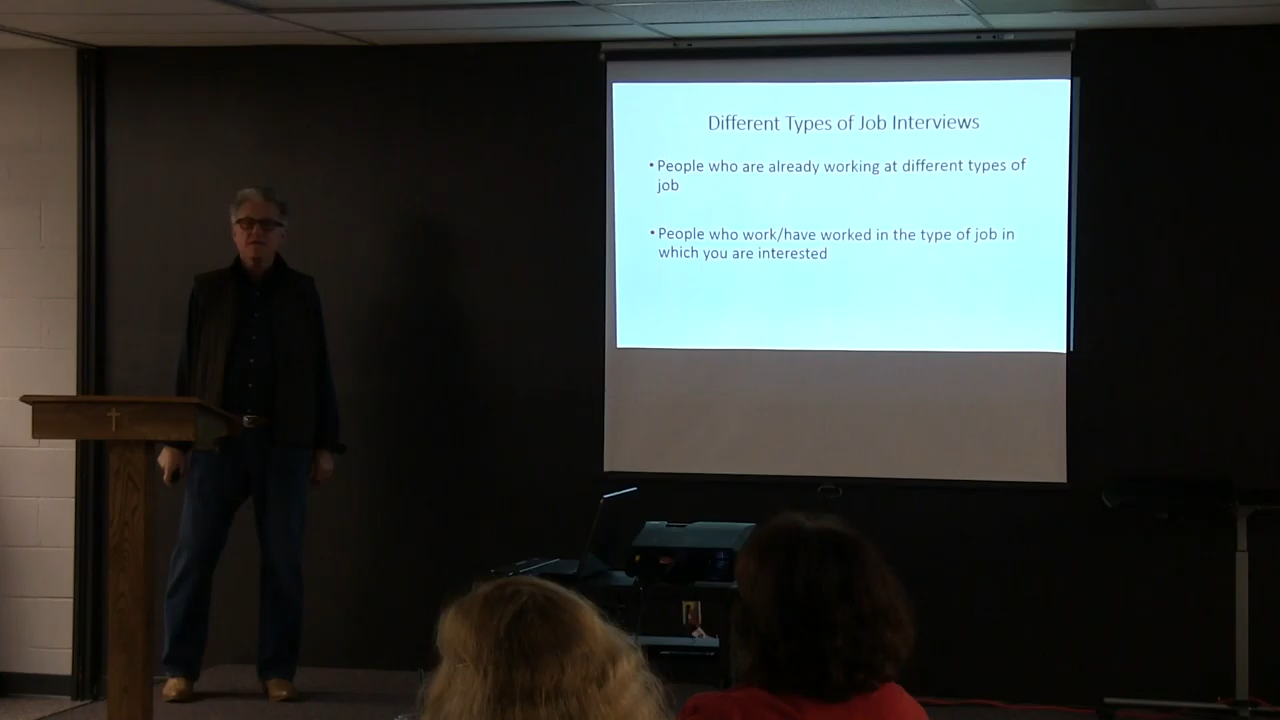 Different Types of Job Interviews
• People who are already working at different types of
job
• People who work/have worked in the type of job in
which you are interested